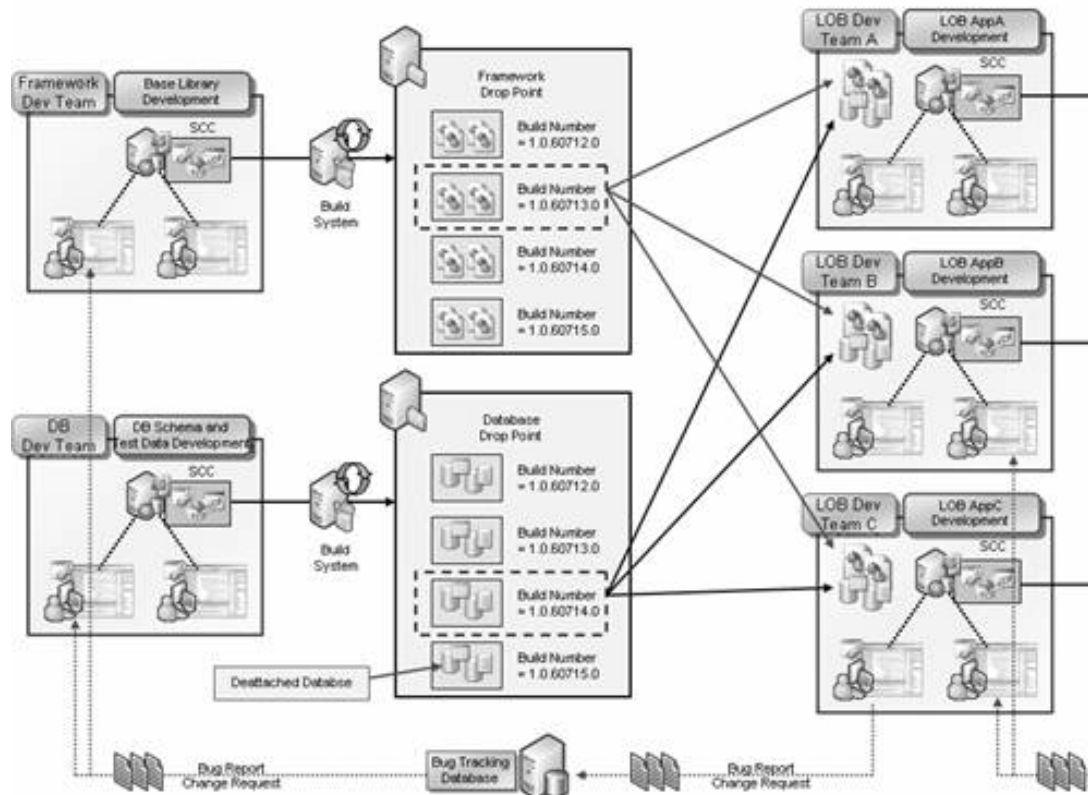 Framework
Dev Team
Base Library
Development
SCC
Build
System
Framework
Drop Point
Build Number
= 1.0.60712.0
Build Number
= 1.0.60713.0
Build Number
= 1.0.60714.0
Build Number
= 1.0.60715.0
DB
Dev Team
DB Schema and
Test Data Development
SCC
Build
System
Database
Drop Point
Build Number
= 1.0.60712.0
Build Number
= 1.0.60713.0
Build Number
= 1.0.60714.0
Build Number
= 1.0.60715.0
Deattached Databse
LOB Dev
Team A
LOB AppA
Development
SCC
LOB Dev
Team B
LOB AppB
Development
SCC
LOB Dev
Team C
LOB AppC
Development
SCC
Bug Report
Change Request
Bug Tracking
Database
Bug Report
Change Request